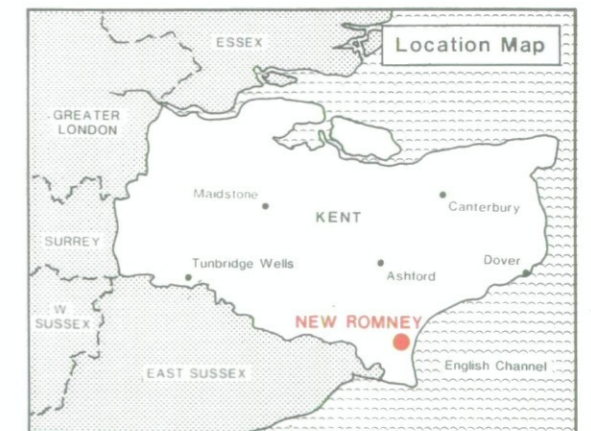 ESSEX
Location Map
GREATER
LONDON
Maidstone
Canterbury
KENT
SURREY
Tunbridge Wells
Ashford
Dover
W
SUSSEX
NEW ROMNEY
English Channel
EAST SUSSEX